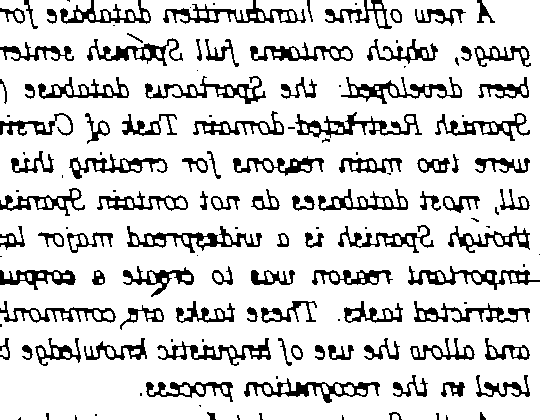 A new offline handwritten database for
guage, which contains full Spanish senten
been developed: the Spartacus database (
Spanish Restricted-domain Task of Cursiv
were two main reasons for creating this
all, most databases do not contain Spanis
though Spanish is a widespread major la
important reason was to create a corpus
restricted tasks. These tasks are commonly
and allow the use of linguistic knowledge b
level in the recognition process.